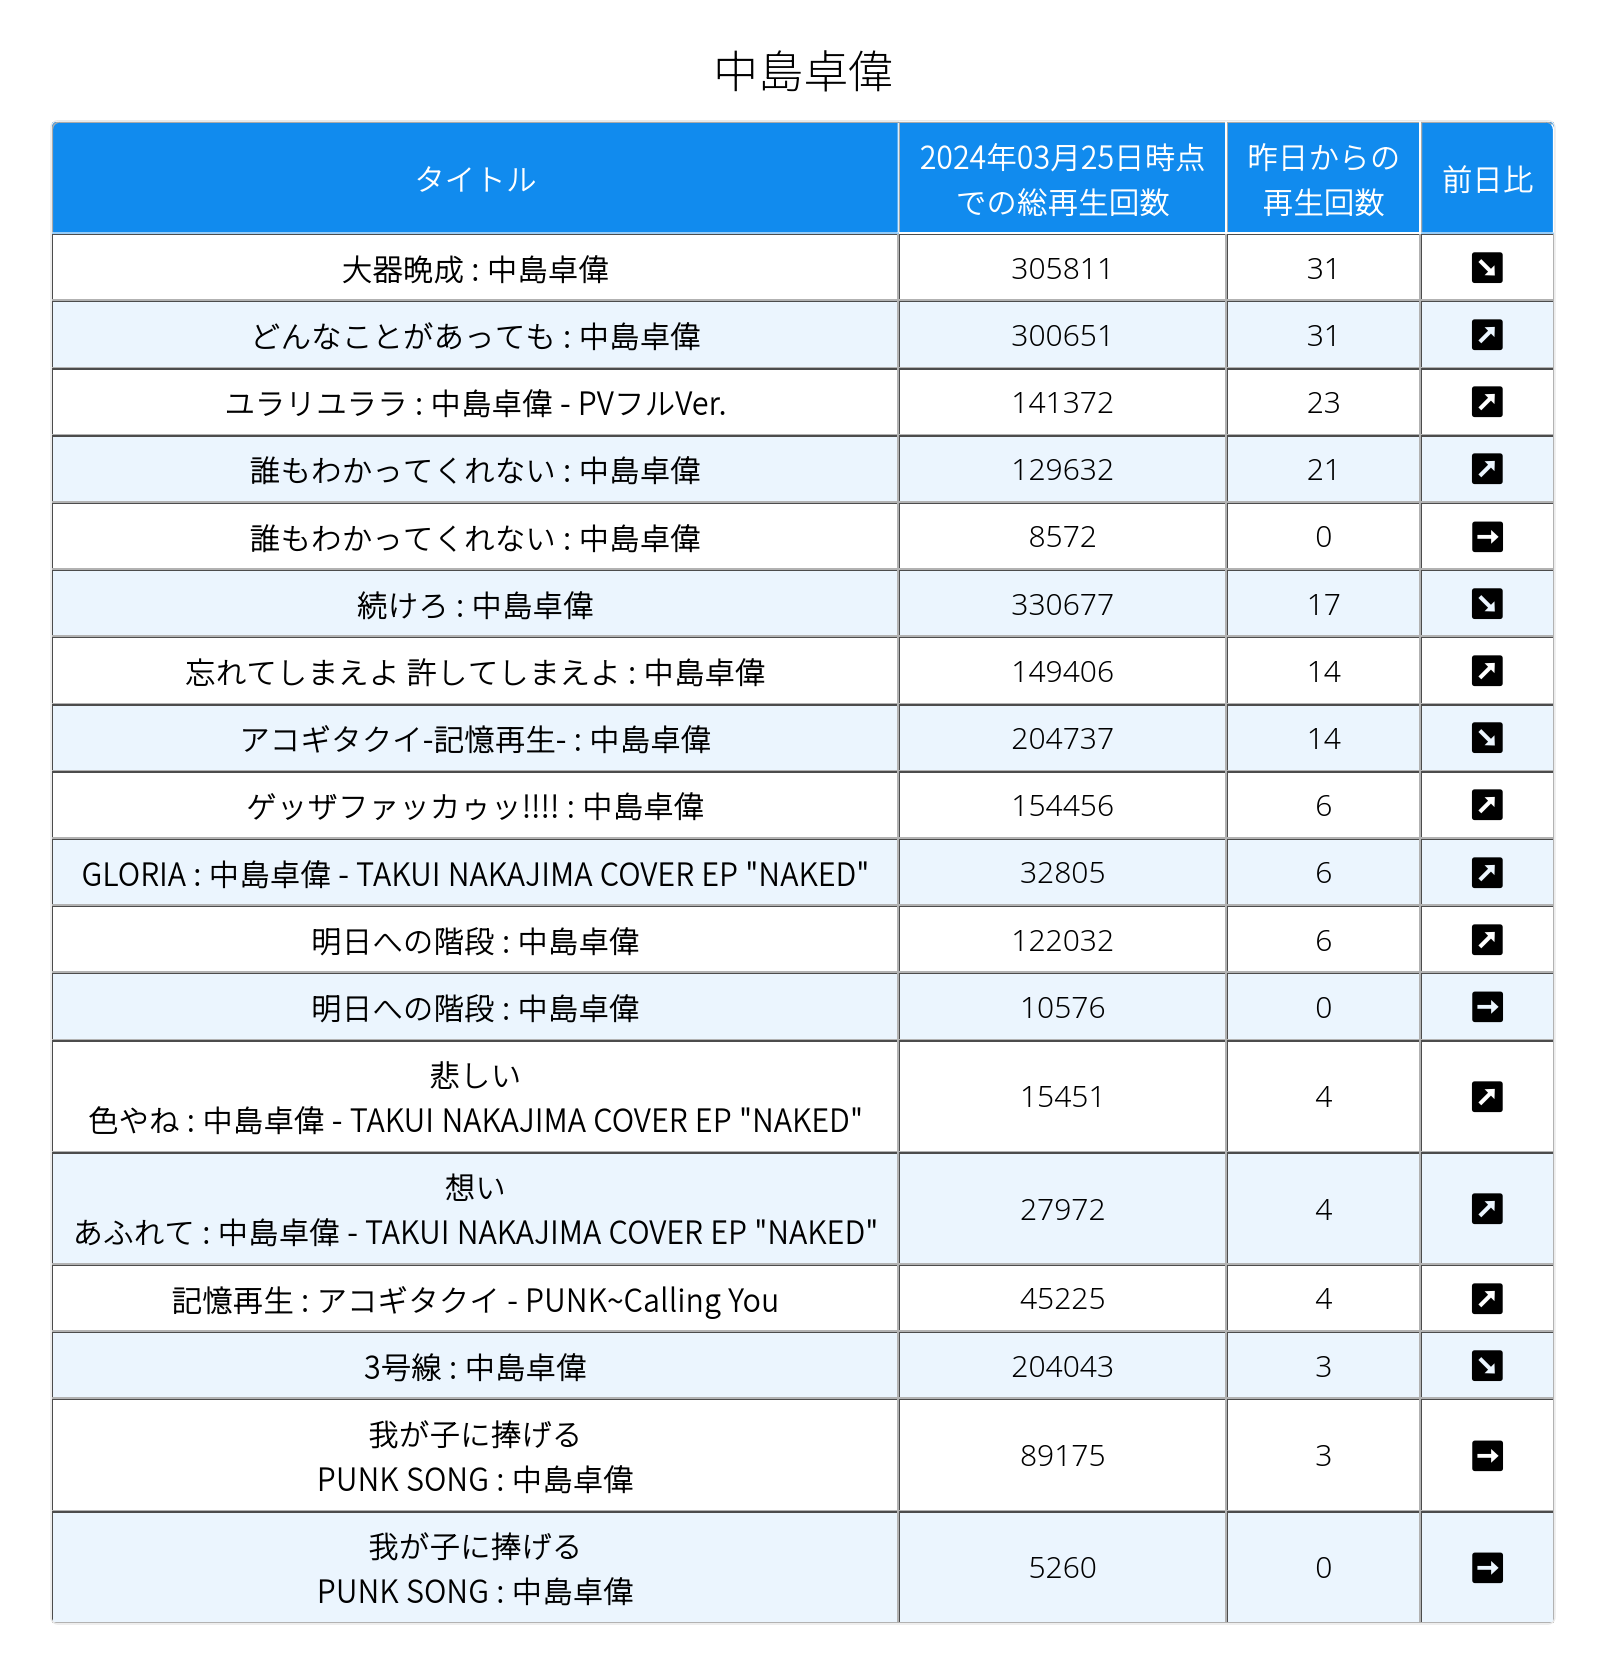 中島卓偉
タイトル
2024年03月25日時点
での総再生回数
昨日からの
再生回数
前日比
大器晩成 : 中島卓偉 305811 31 ↘
どんなことがあっても : 中島卓偉 300651 31 ↗
ユラリユララ : 中島卓偉 - PVフルVer. 141372 23 ↗
誰もわかってくれない : 中島卓偉 129632 21 ↗
誰もわかってくれない : 中島卓偉 8572 0 →
続けろ : 中島卓偉 330677 17 ↘
忘れてしまえよ 許してしまえよ : 中島卓偉 149406 14 ↗
アコギタクイ-記憶再生- : 中島卓偉 204737 14 ↘
ゲッザファッカゥッ!!!! : 中島卓偉 154456 6 ↗
GLORIA : 中島卓偉 - TAKUI NAKAJIMA COVER EP "NAKED" 32805 6 ↗
明日への階段 : 中島卓偉 122032 6 ↗
明日への階段 : 中島卓偉 10576 0 →
悲しい
色やね : 中島卓偉 - TAKUI NAKAJIMA COVER EP "NAKED" 15451 4 ↗
想い
あふれて : 中島卓偉 - TAKUI NAKAJIMA COVER EP "NAKED" 27972 4 ↗
記憶再生 : アコギタクイ - PUNK~Calling You 45225 4 ↗
3号線 : 中島卓偉 204043 3 ↘
我が子に捧げる
PUNK SONG : 中島卓偉 89175 3 →
我が子に捧げる
PUNK SONG : 中島卓偉 5260 0 →